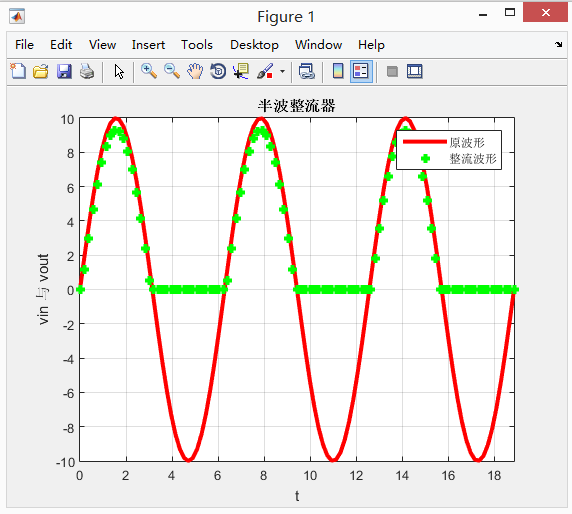 Figure 1
File Edit View Insert Tools Desktop Window Help
半波整流器
原波形
整流波形
10
8
6
4
2
0
-2
-4
-6
-8
-10
vin 与 vout
0 2 4 6 8 10 12 14 16 18
t